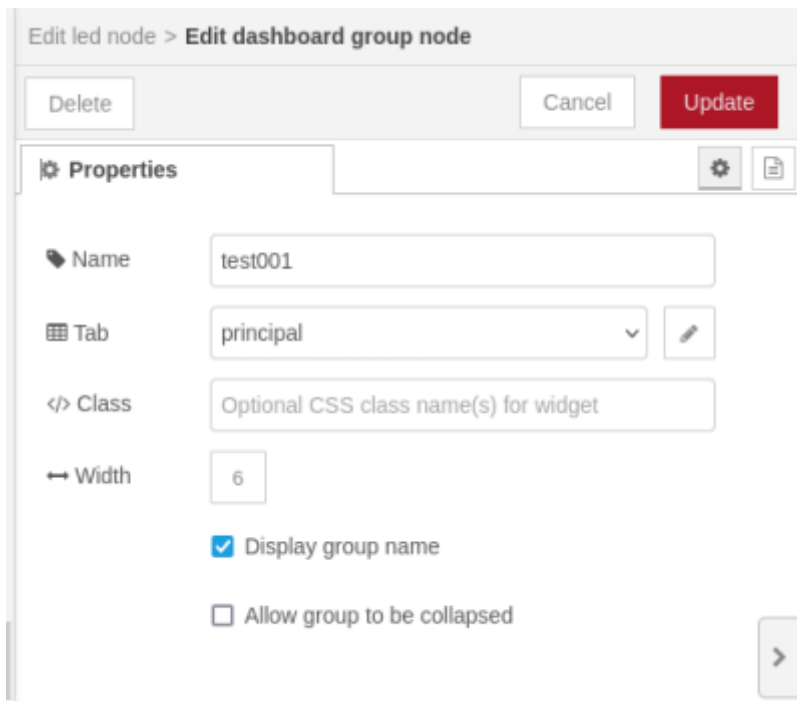 Edit led node > Edit dashboard group node
Delete Cancel Update
Properties
Name test001
Tab principal
</> Class Optional CSS class name(s) for widget
Width 6
Display group name
Allow group to be collapsed